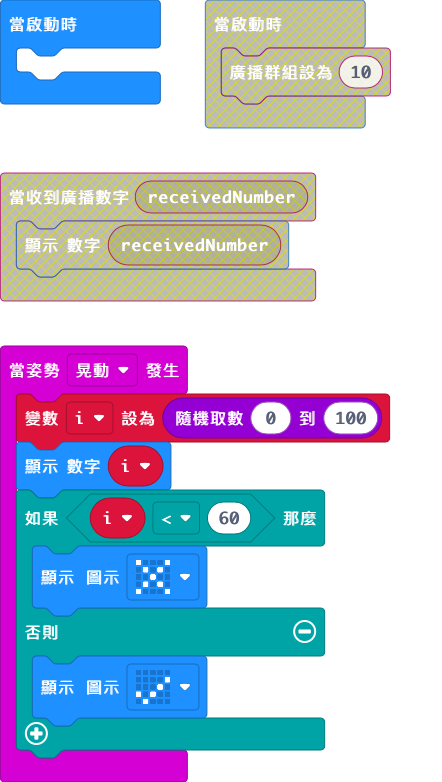 當啟動時
當啟動時
廣播群組設為 10
當收到廣播數字 receivedNumber
顯示 數字 receivedNumber
當姿勢 晃動 發生
變數 i 設為 隨機取數 0 到 100
顯示 數字 i
如果 i < 60 那麼
顯示 圖示
否則
顯示 圖示